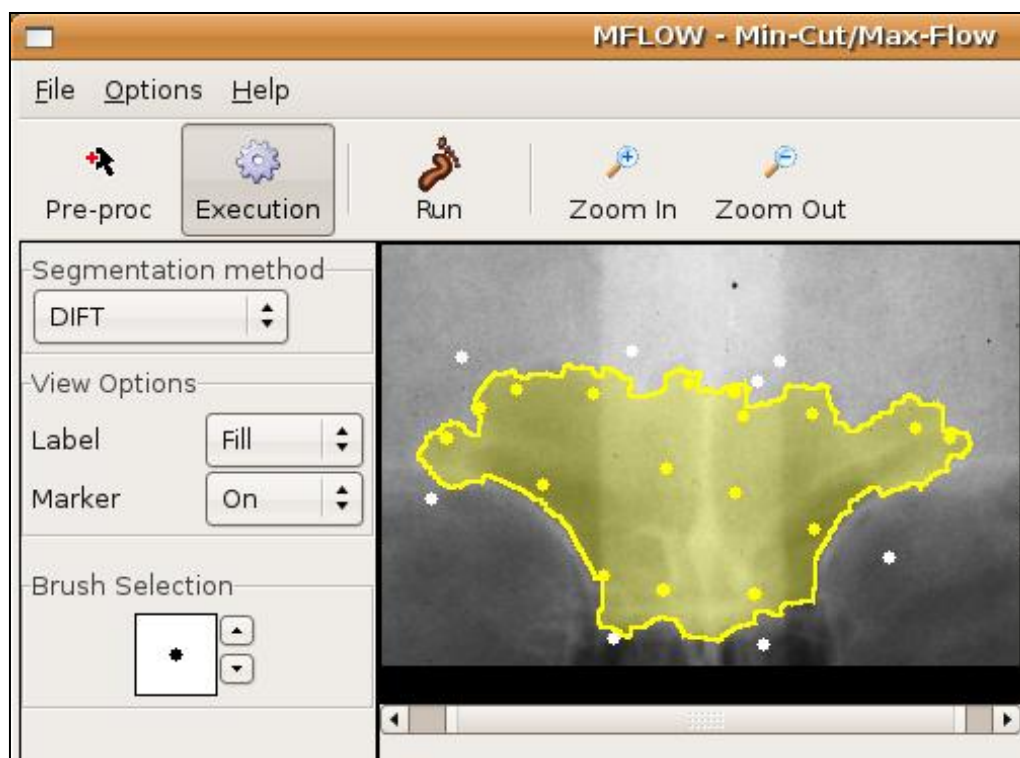 MFLOW - Min-Cut/Max-Flow
File Options Help
Pre-proc Execution Run Zoom In Zoom Out
Segmentation method
DIFT
View Options
Label Fill
Marker On
Brush Selection